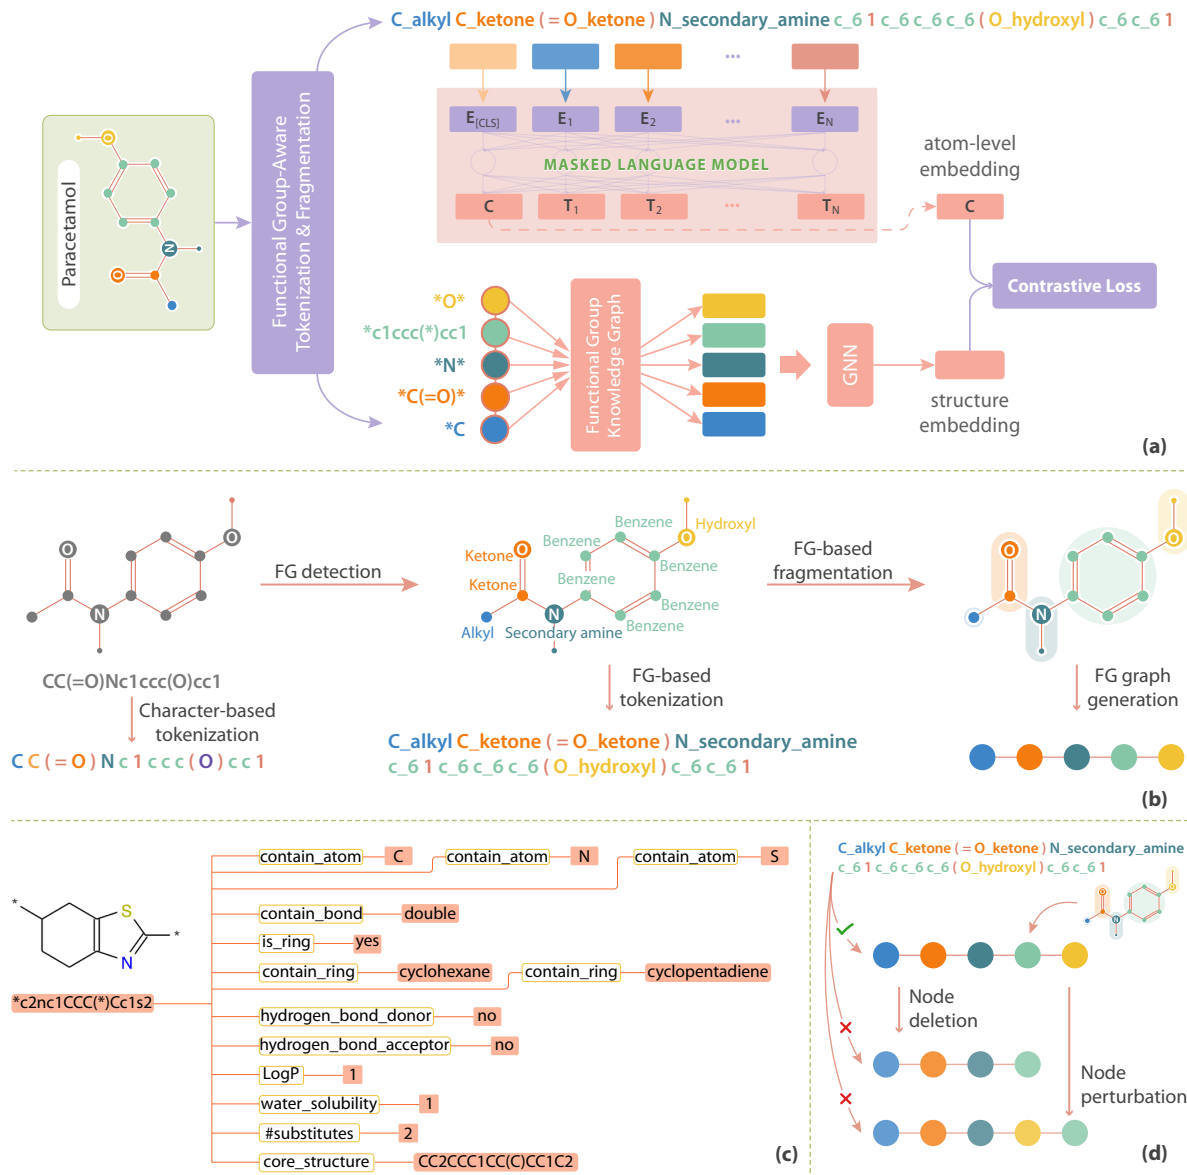 C_alkyl C_ketone ( = O_ketone ) N_secondary_amine c_6 1 c_6 c_6 c_6 ( O_hydroxyl ) c_6 c_6 1
Paracetamol
O
N
O
Functional Group-Aware
Tokenization & Fragmentation
...
E[CLS] E1 E2 ... EN
MASKED LANGUAGE MODEL
C T1 T2 ... TN
atom-level
embedding
C
Contrastive Loss
*O*
*c1ccc(*)cc1
*N*
*C(=O)*
*C
Functional Group
Knowledge Graph
GNN
structure
embedding
(a)
O
O
N
CC(=O)Nc1ccc(O)cc1
Character-based
tokenization
C C ( = O ) N c 1 c c c ( O ) c c 1
FG detection
Benzene Hydroxyl
O
Ketone O Benzene
Benzene Benzene
Ketone
Benzene
N
Alkyl Secondary amine Benzene
FG-based
tokenization
C_alkyl C_ketone ( = O_ketone ) N_secondary_amine
c_6 1 c_6 c_6 c_6 ( O_hydroxyl ) c_6 c_6 1
FG-based
fragmentation
O
O
N
FG graph
generation
(b)
contain_atom C contain_atom N contain_atom S
contain_bond double
is_ring yes
contain_ring cyclohexane contain_ring cyclopentadiene
hydrogen_bond_donor no
hydrogen_bond_acceptor no
LogP 1
water_solubility 1
#substitutes 2
core_structure CC2CCC1CC(C)CC1C2
* S
*
N
*c2nc1CCC(*)Cc1s2
(c)
C_alkyl C_ketone ( = O_ketone ) N_secondary_amine
c_6 1 c_6 c_6 c_6 ( O_hydroxyl ) c_6 c_6 1
O
O
N
Node
deletion
Node
perturbation
(d)